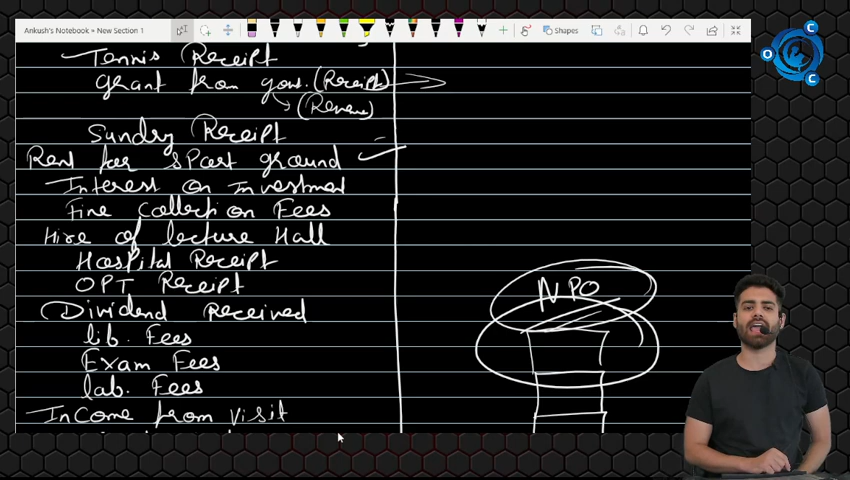 Ankush's Notebook » New Section 1
Shapes
O C C
Tennis Receipt
grant from govt. (Receipt)
(Revenue)
Sundry Receipt
Rent for sport ground
Interest on investment
Fine Collection Fees
Hire of lecture Hall
Hospital Receipt
OPT Receipt
Dividend received
lib. Fees
Exam Fees
lab. Fees
InCome from visit
NPO